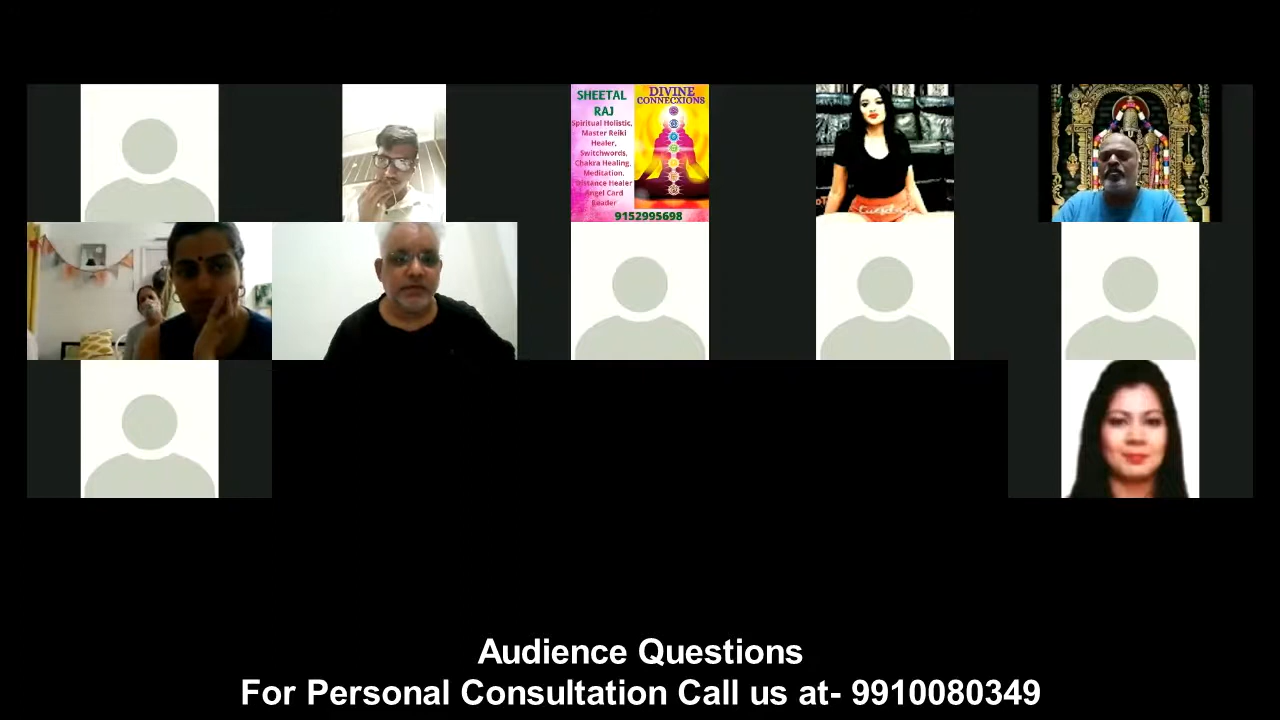 SHEETAL
RAJ
Spiritual Holistic,
Master Reiki
Healer,
Switchwords,
Chakra Healing,
Meditation,
Distance Healer
Angel Card
Reader
DIVINE
CONNECXIONS
9152995698
Audience Questions
For Personal Consultation Call us at- 9910080349